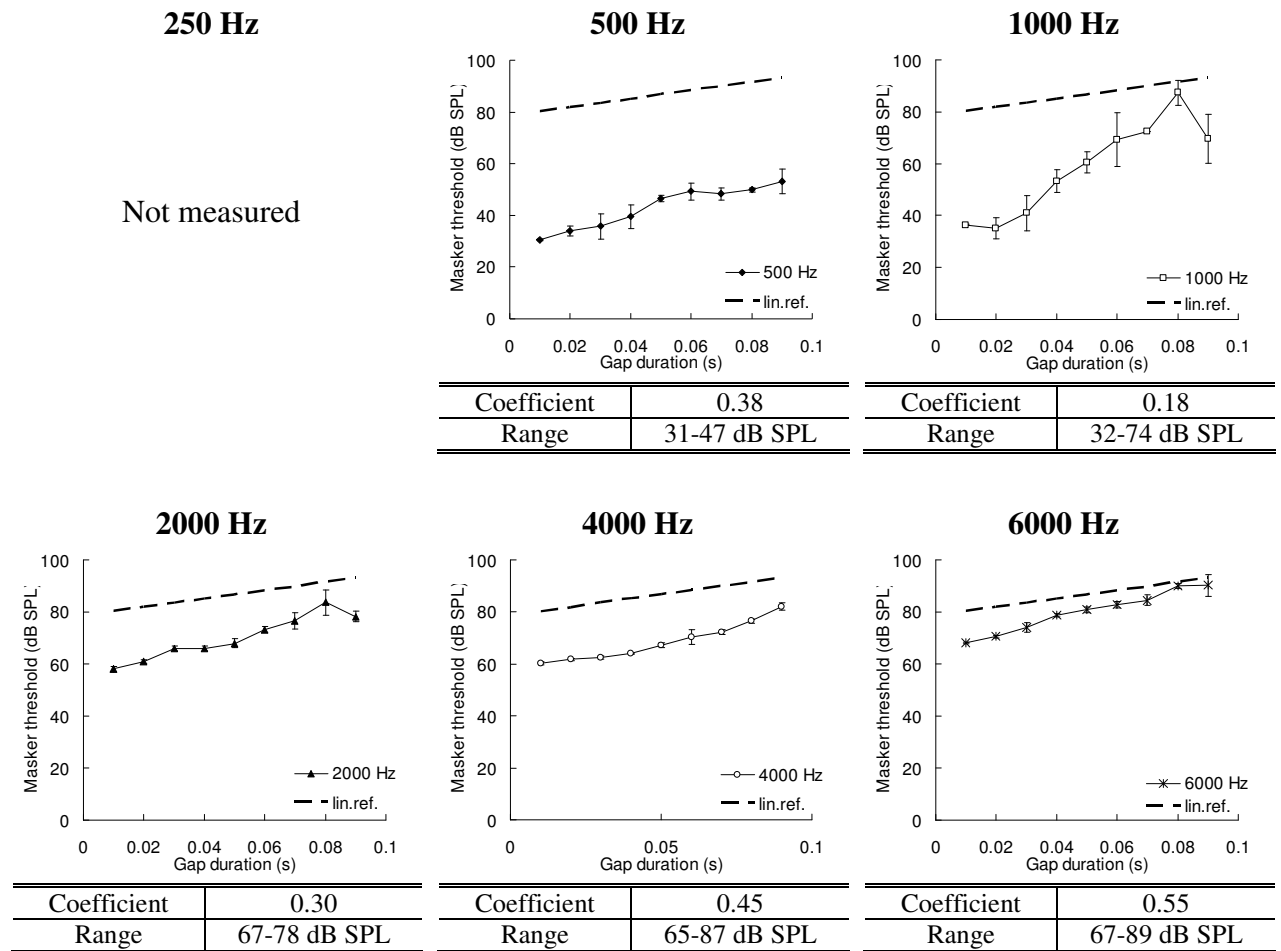 250 Hz
Not measured
500 Hz
Masker threshold (dB SPL)
100
80
60
40
20
0
500 Hz
lin.ref.
0 0.02 0.04 0.06 0.08 0.1
Gap duration (s)
Coefficient 0.38
Range 31-47 dB SPL
1000 Hz
Masker threshold (dB SPL)
100
80
60
40
20
0
1000 Hz
lin.ref.
0 0.02 0.04 0.06 0.08 0.1
Gap duration (s)
Coefficient 0.18
Range 32-74 dB SPL
2000 Hz
Masker threshold (dB SPL)
100
80
60
40
20
0
2000 Hz
lin.ref.
0 0.02 0.04 0.06 0.08 0.1
Gap duration (s)
Coefficient 0.30
Range 67-78 dB SPL
4000 Hz
Masker threshold (dB SPL)
100
80
60
40
20
0
4000 Hz
lin.ref.
0 0.05 0.1
Gap duration (s)
Coefficient 0.45
Range 65-87 dB SPL
6000 Hz
Masker threshold (dB SPL)
100
80
60
40
20
0
6000 Hz
lin.ref.
0 0.02 0.04 0.06 0.08 0.1
Gap duration (s)
Coefficient 0.55
Range 67-89 dB SPL